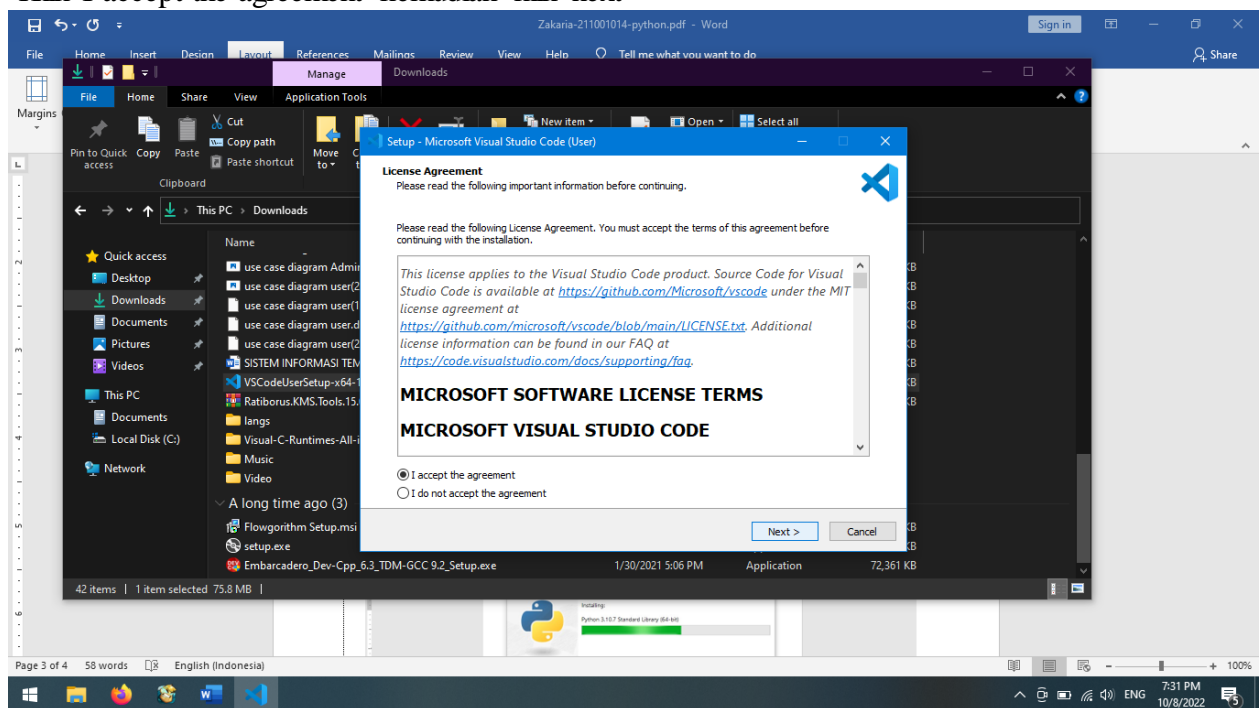 Zakaria-211001014-python.pdf - Word
Sign in
File Home Insert Design Layout References Mailings Review View Help Tell me what you want to do
Share
Manage Downloads
File Home Share View Application Tools
Margins
Cut
Copy path
Paste shortcut
Pin to Quick access
Copy
Paste
Move to
New item
Open
Select all
Clipboard
This PC > Downloads
Name
Quick access
Desktop
Downloads
Documents
Pictures
Videos
This PC
Documents
Local Disk (C:)
Network
use case diagram Admi
use case diagram user(2
use case diagram user(1
use case diagram user.d
use case diagram user(2
SISTEM INFORMASI TEM
VSCodeUserSetup-x64-1
Ratiborus.KMS.Tools.15.
langs
Visual-C-Runtimes-All-i
Music
Video
A long time ago (3)
Flowgorithm Setup.msi
setup.exe
Embarcadero_Dev-Cpp_6.3_TDM-GCC 9.2_Setup.exe 1/30/2021 5:06 PM Application 72,361 KB
42 items 1 item selected 75.8 MB
Setup - Microsoft Visual Studio Code (User)
License Agreement
Please read the following important information before continuing.
Please read the following License Agreement. You must accept the terms of this agreement before
continuing with the installation.
This license applies to the Visual Studio Code product. Source Code for Visual
Studio Code is available at https://github.com/Microsoft/vscode under the MIT
license agreement at
https://github.com/microsoft/vscode/blob/main/LICENSE.txt. Additional
license information can be found in our FAQ at
https://code.visualstudio.com/docs/supporting/faq.
MICROSOFT SOFTWARE LICENSE TERMS
MICROSOFT VISUAL STUDIO CODE
I accept the agreement
I do not accept the agreement
Next >
Cancel
Installing:
Python 3.10.7 Standard Library (64-bit)
Page 3 of 4 58 words English (Indonesia)
100%
ENG
7:31 PM
10/8/2022
5